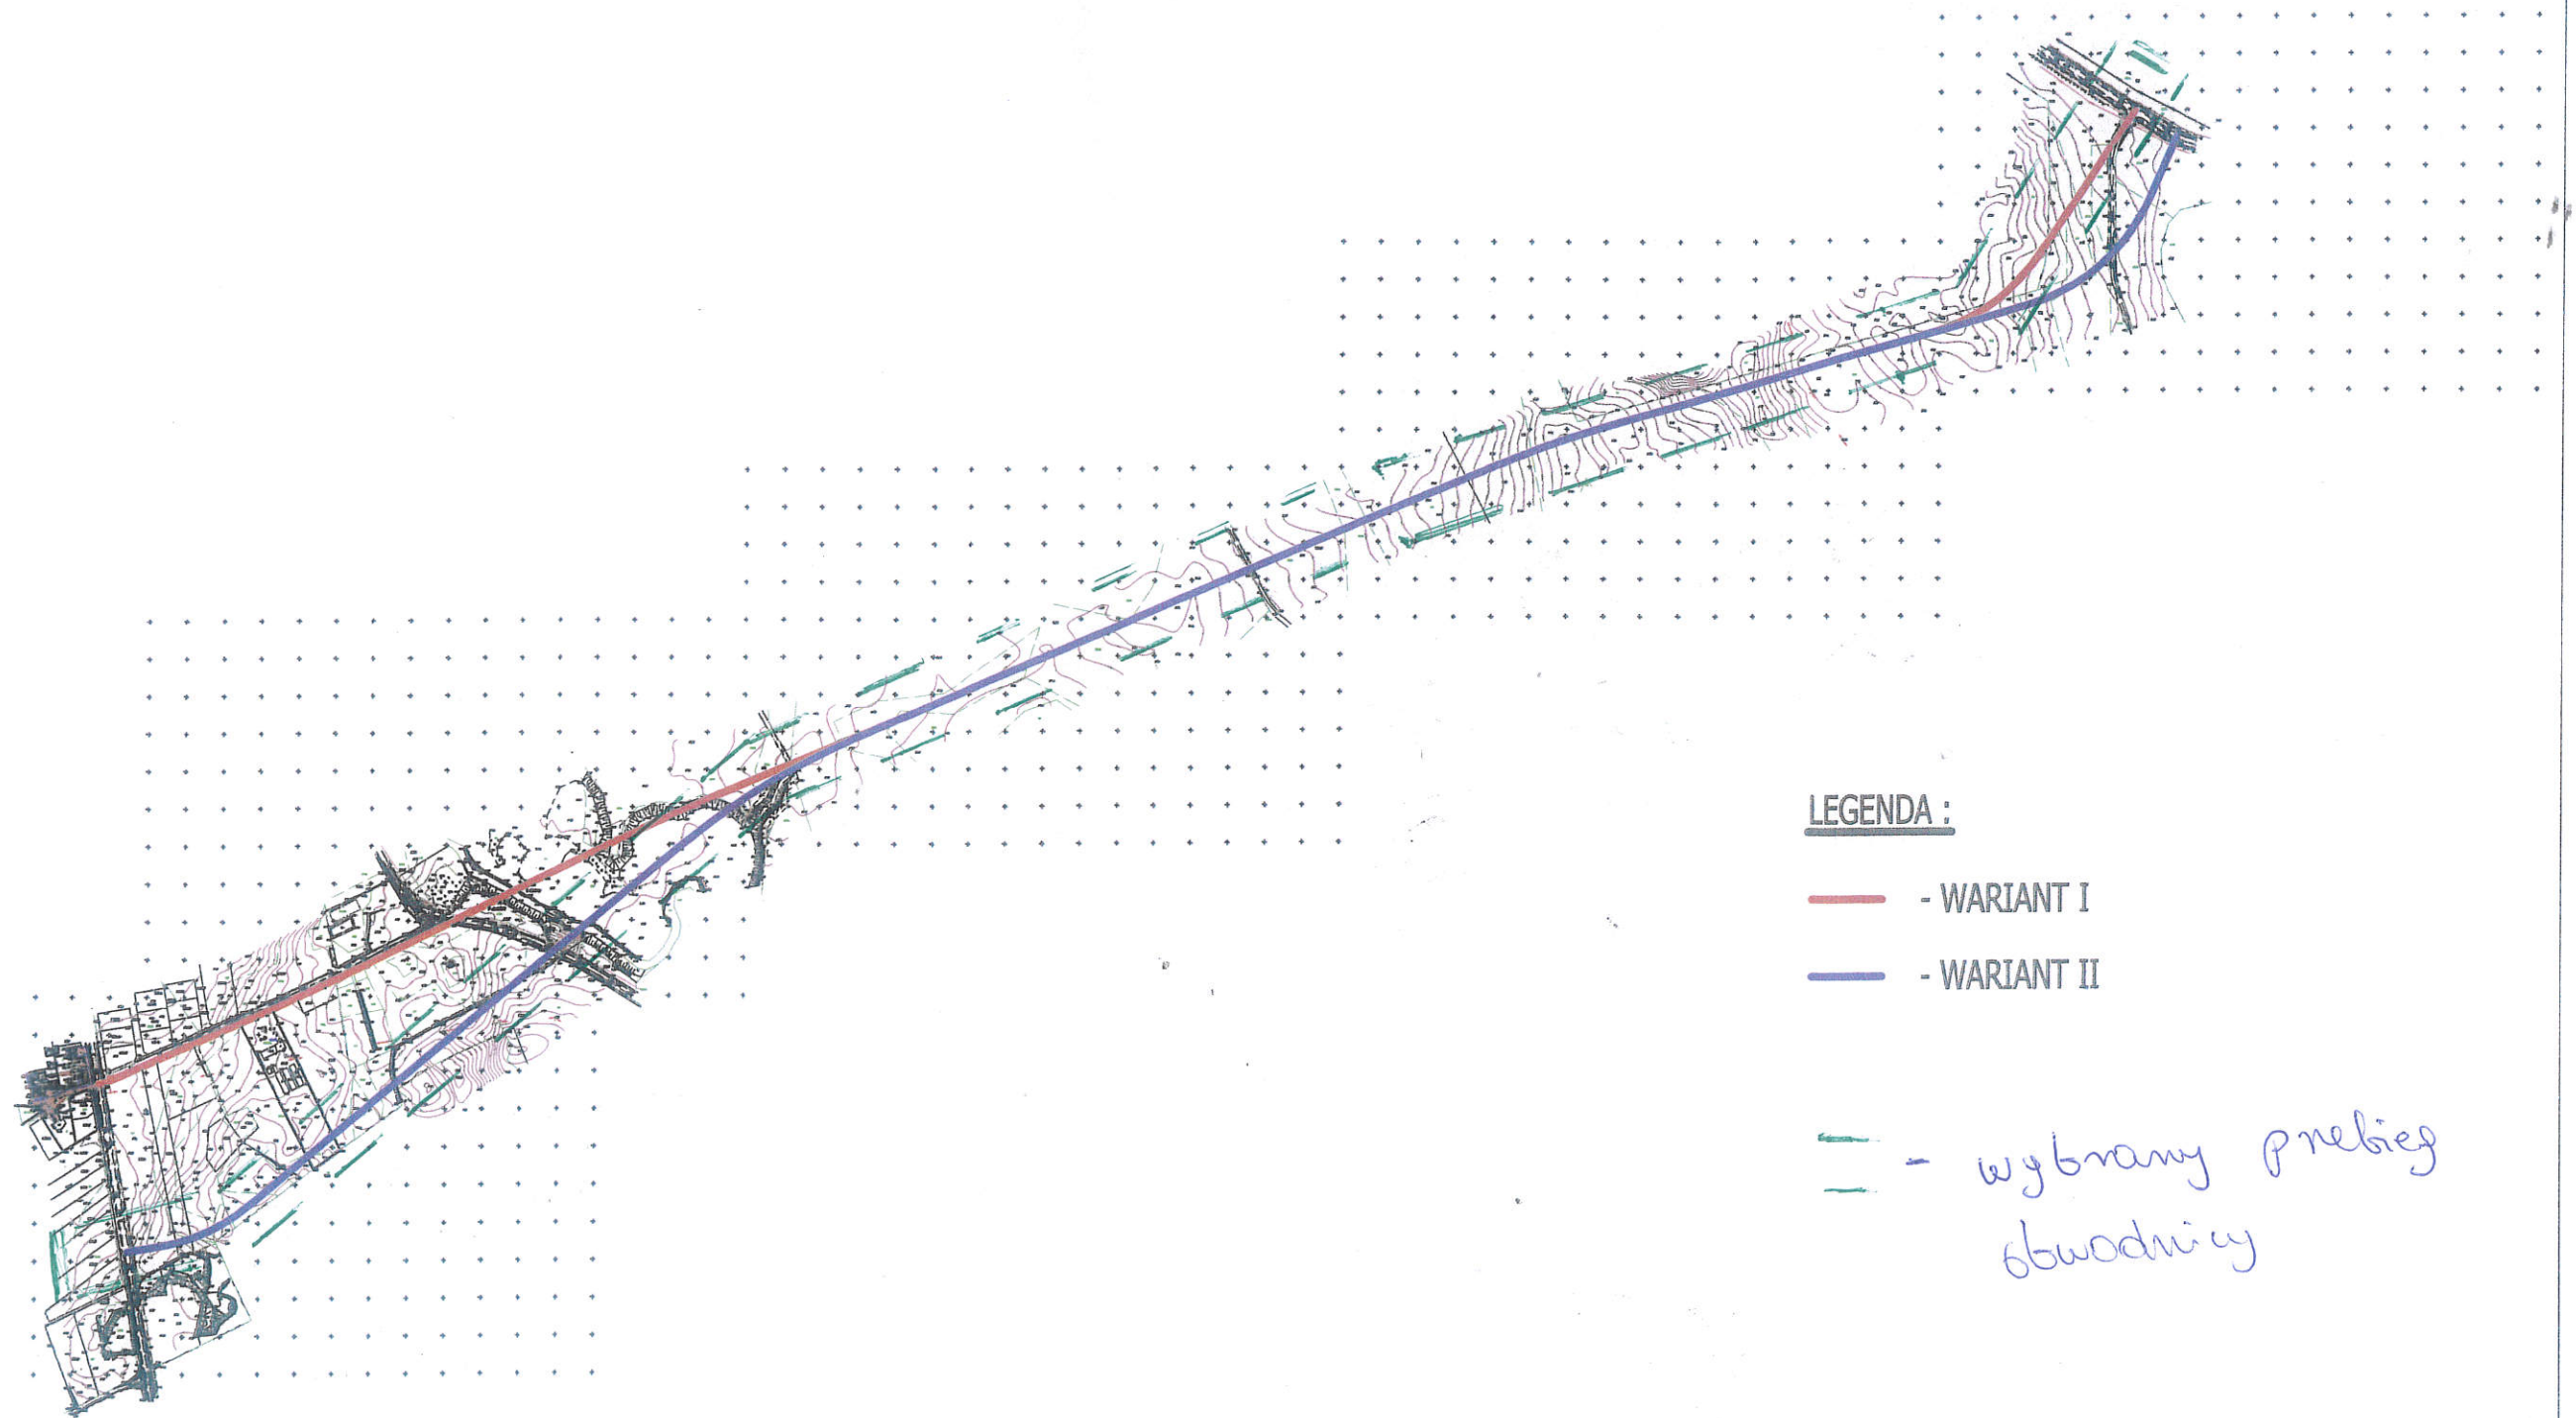 LEGENDA :
- WARIANT I
- WARIANT II
- wybrany przebieg
obwodnicy